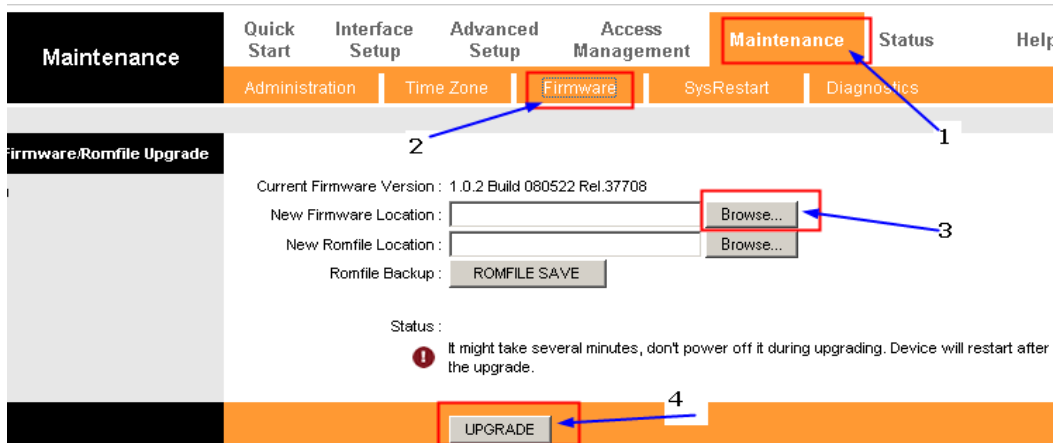 Maintenance
Quick Start
Interface Setup
Advanced Setup
Access Management
Maintenance
Status
Help
Administration
Time Zone
Firmware
SysRestart
Diagnostics
2
1
Firmware/Romfile Upgrade
Current Firmware Version : 1.0.2 Build 080522 Rel.37708
New Firmware Location : Browse...
3
New Romfile Location : Browse...
Romfile Backup : ROMFILE SAVE
Status :
It might take several minutes, don't power off it during upgrading. Device will restart after
the upgrade.
4
UPGRADE